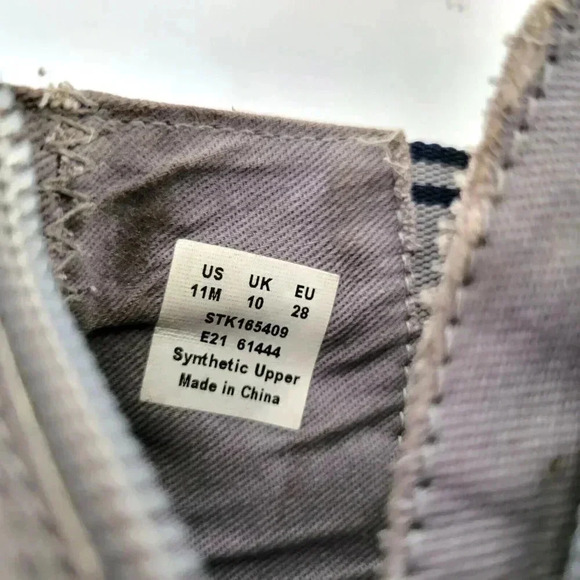 US UK EU
11M 10 28
STK165409
E21 61444
Synthetic Upper
Made in China